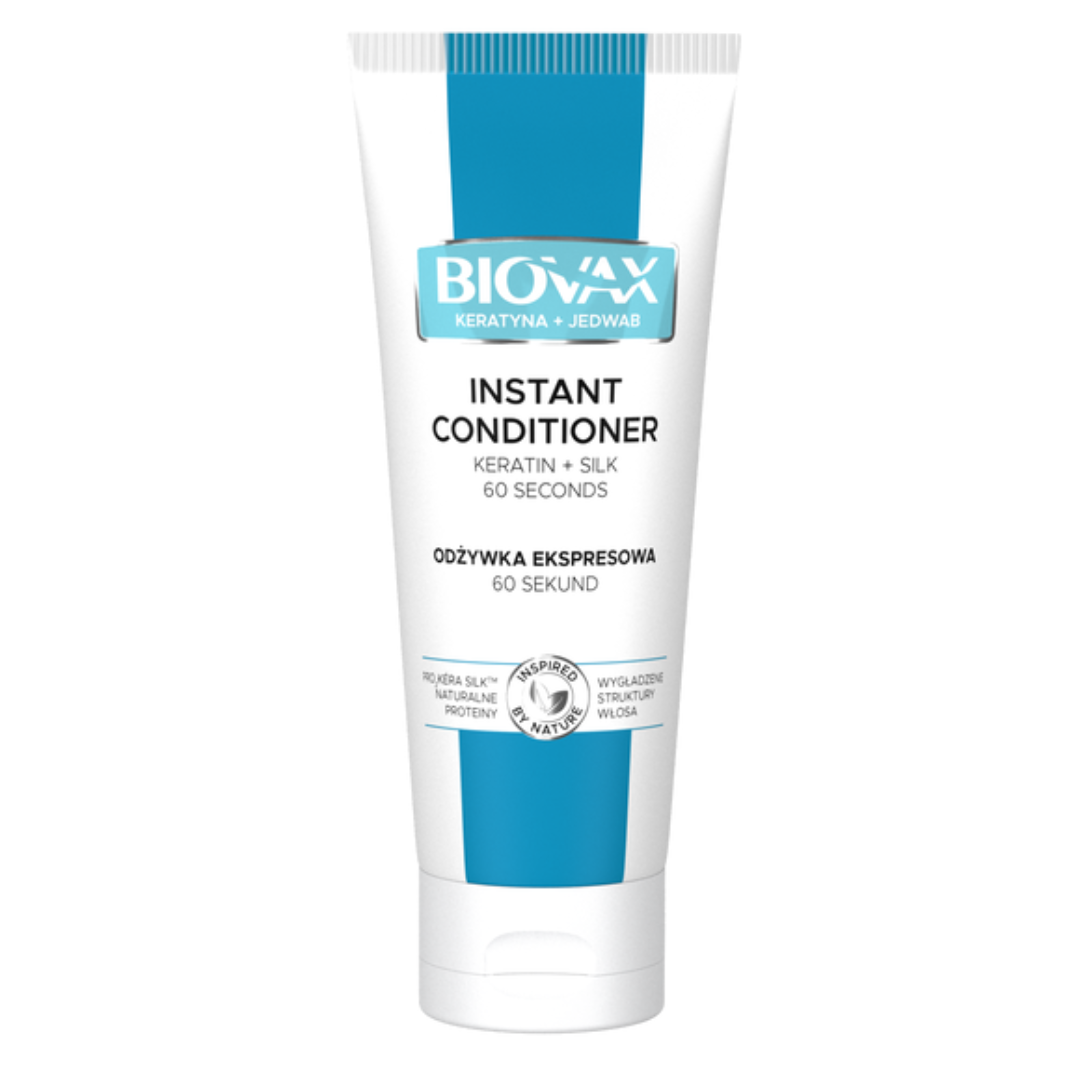 BIOVAX
KERATYNA + JEDWAB
INSTANT
CONDITIONER
KERATIN + SILK
60 SECONDS
ODŻYWKA EKSPRESOWA
60 SEKUND
PRO.KERA SILK™
NATURALNE
PROTEINY
INSPIRED
BY NATURE
WYGŁADZENE
STRUKTURY
WŁOSA